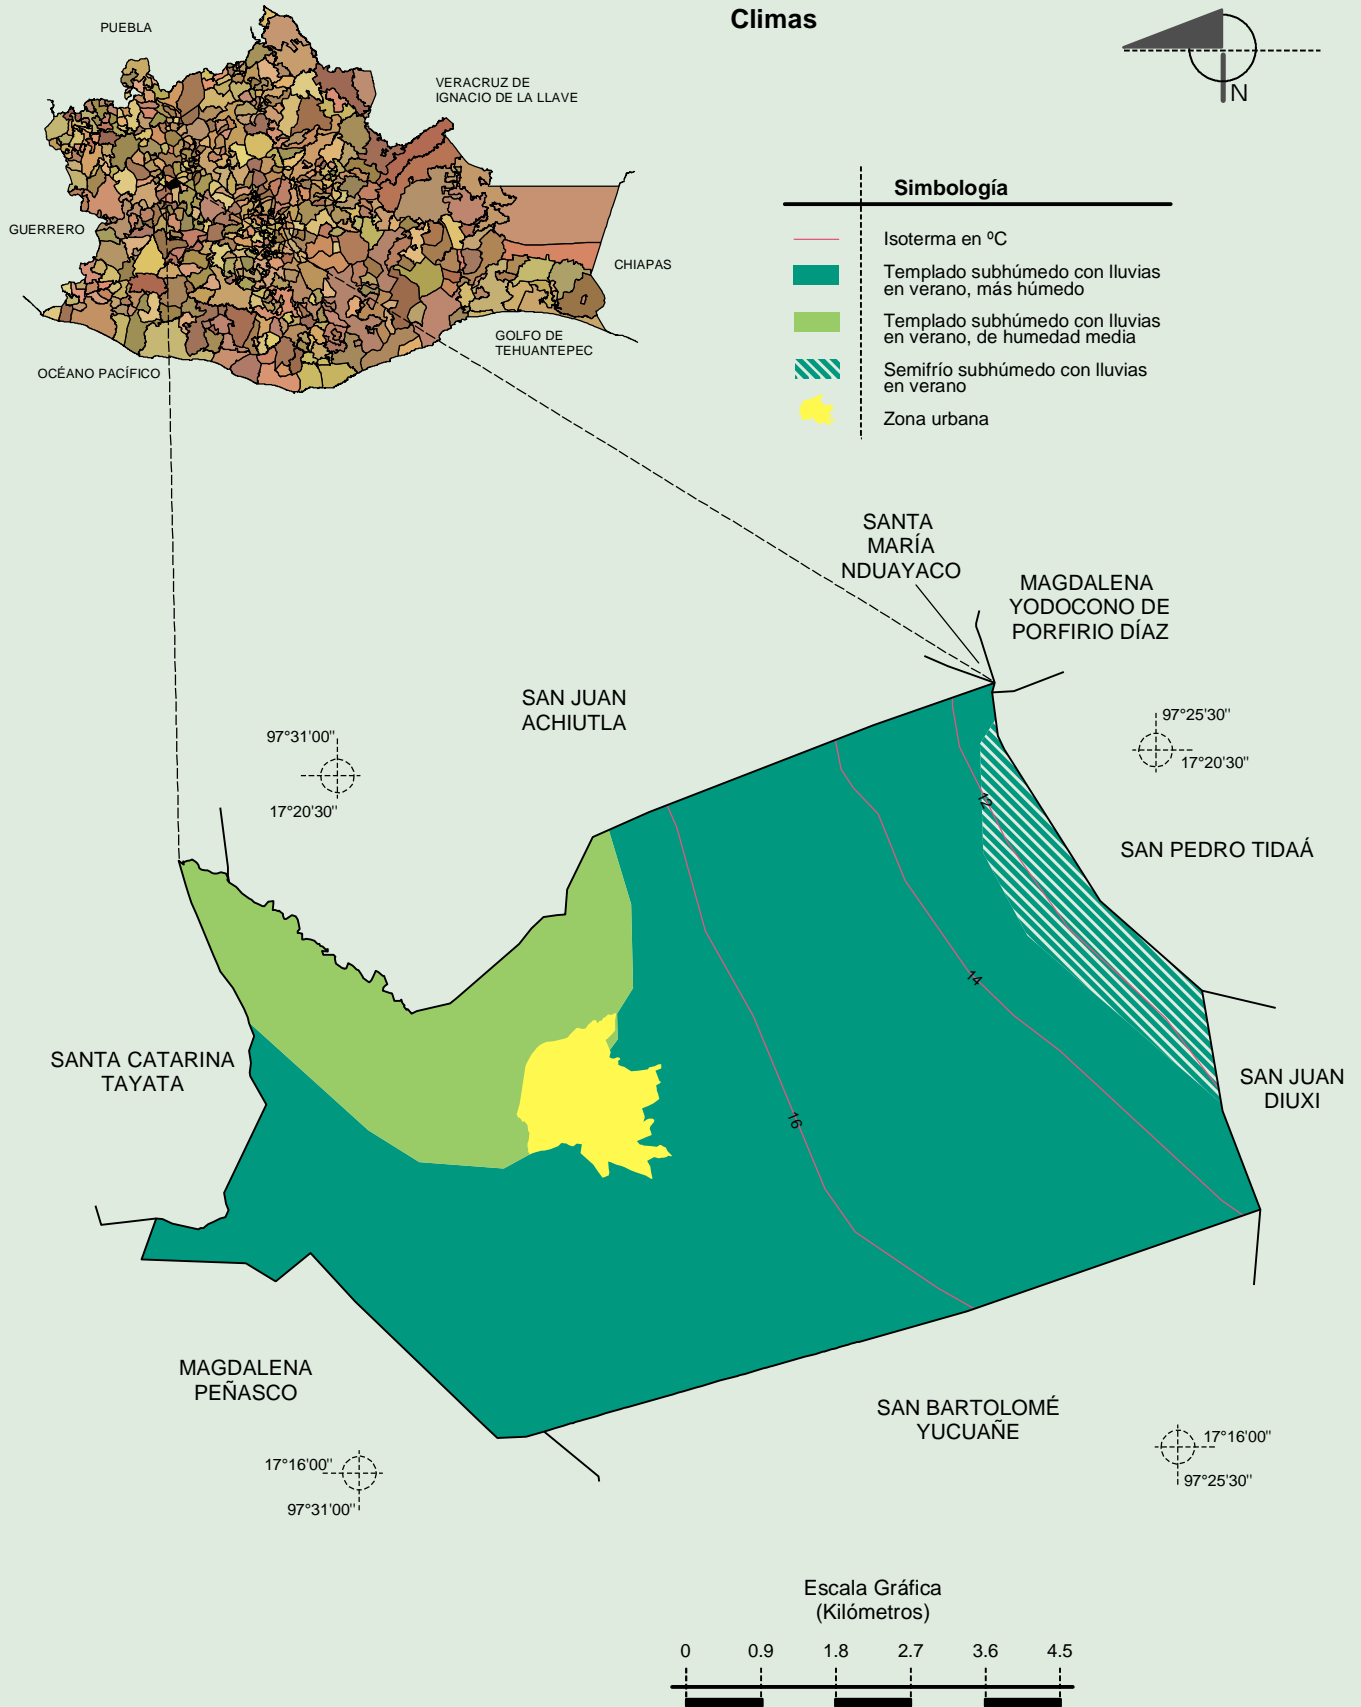 Climas
PUEBLA
VERACRUZ DE
IGNACIO DE LA LLAVE
GUERRERO
CHIAPAS
GOLFO DE
TEHUANTEPEC
OCÉANO PACÍFICO
N
Simbología
Isoterma en ºC
Templado subhúmedo con lluvias
en verano, más húmedo
Templado subhúmedo con lluvias
en verano, de humedad media
Semifrío subhúmedo con lluvias
en verano
Zona urbana
SANTA
MARÍA
NDUAYACO
MAGDALENA
YODOCONO DE
PORFIRIO DÍAZ
SAN JUAN
ACHIUTLA
97°31'00"
17°20'30"
97°25'30"
17°20'30"
12
SAN PEDRO TIDAÁ
14
SANTA CATARINA
TAYATA
SAN JUAN
DIUXI
16
MAGDALENA
PEÑASCO
SAN BARTOLOMÉ
YUCUAÑE
17°16'00"
97°31'00"
17°16'00"
97°25'30"
Escala Gráfica
(Kilómetros)
0 0.9 1.8 2.7 3.6 4.5